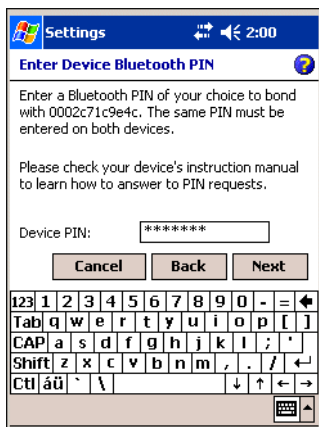 Settings 2:00
Enter Device Bluetooth PIN
Enter a Bluetooth PIN of your choice to bond
with 0002c71c9e4c. The same PIN must be
entered on both devices.
Please check your device's instruction manual
to learn how to answer to PIN requests.
Device PIN: *******
Cancel Back Next
123 1 2 3 4 5 6 7 8 9 0 - =
Tab q w e r t y u i o p [ ]
CAP a s d f g h j k l ; '
Shift z x c v b n m , . /
Ctl áü ` \